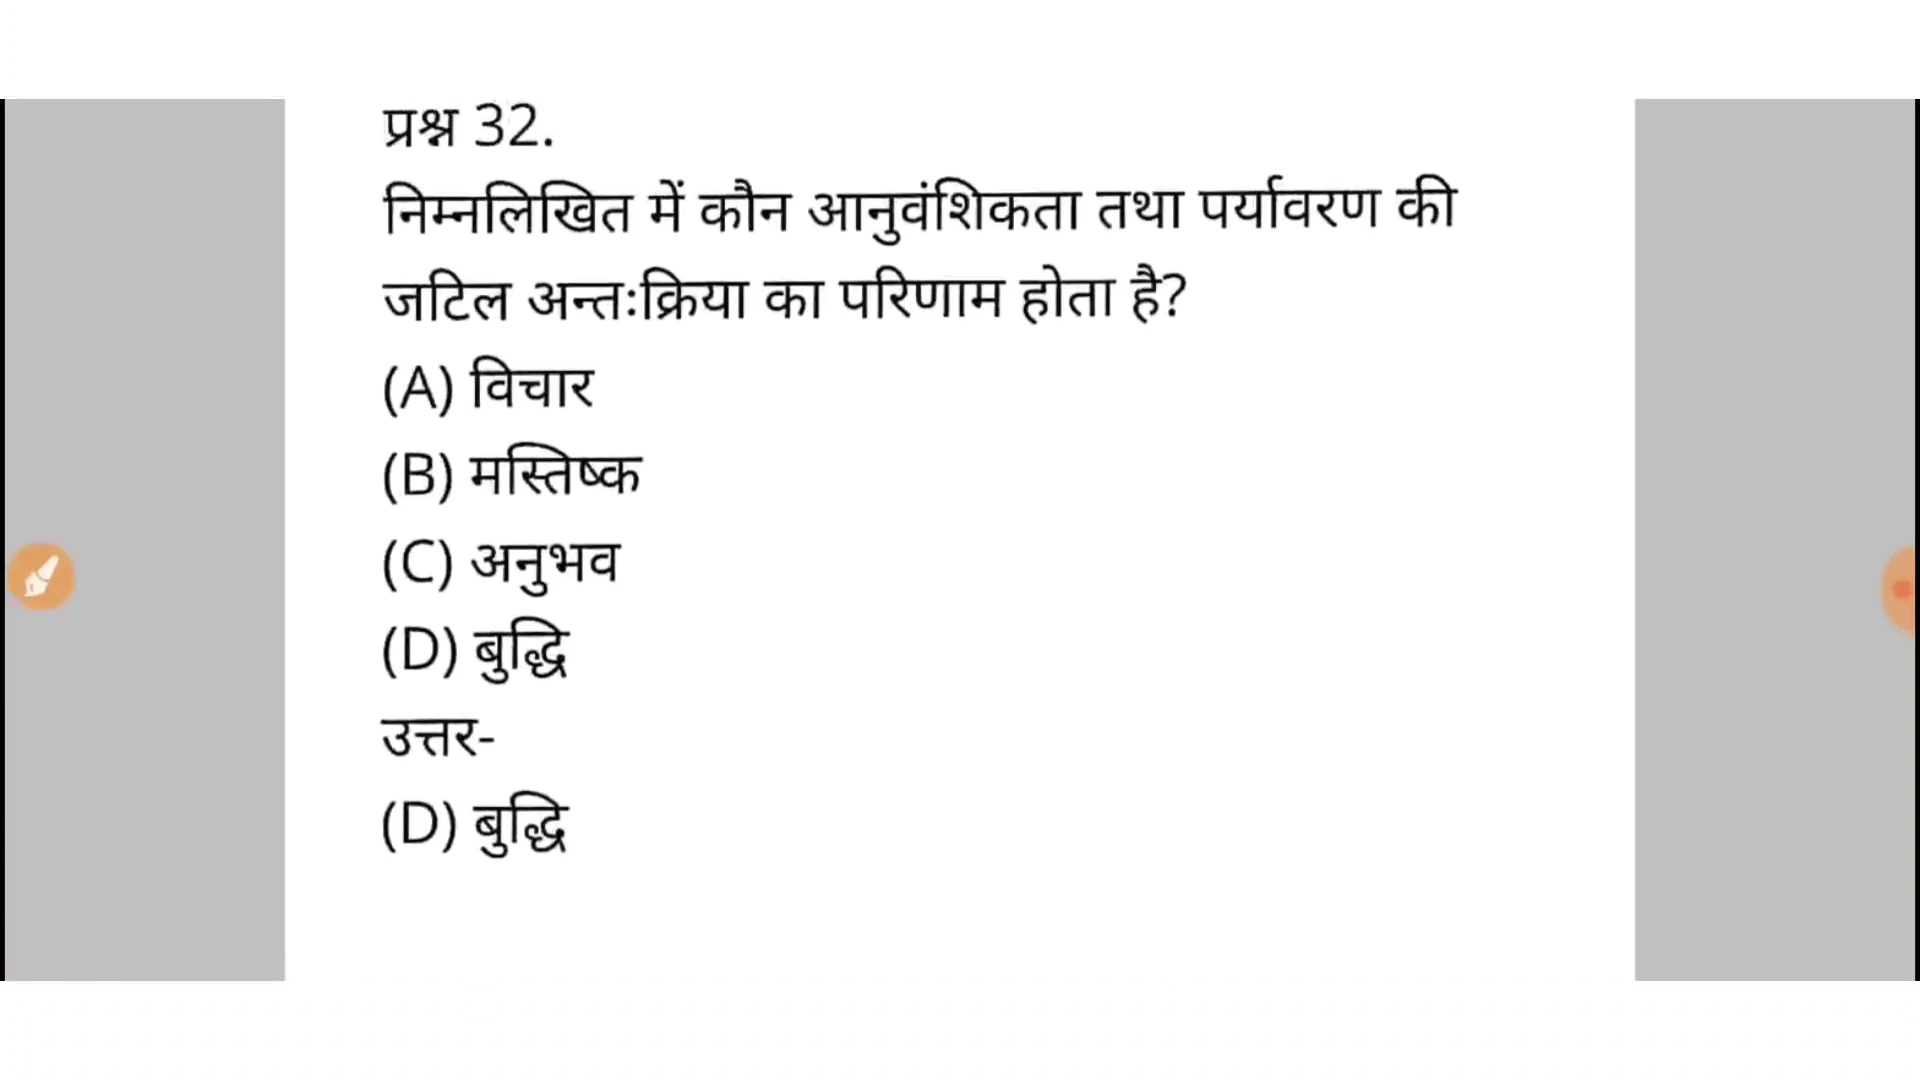 प्रश्न 32.
निम्नलिखित में कौन आनुवंशिकता तथा पर्यावरण की
जटिल अन्तःक्रिया का परिणाम होता है?
(A) विचार
(B) मस्तिष्क
(C) अनुभव
(D) बुद्धि
उत्तर-
(D) बुद्धि